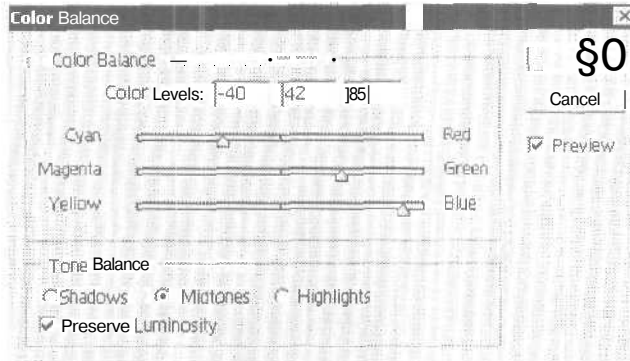 Color Balance
Color Balance
§0
Color Levels: -40 42 85
Cancel
Cyan Red
Preview
Magenta Green
Yellow Blue
Tone Balance
Shadows Midtones Highlights
Preserve Luminosity